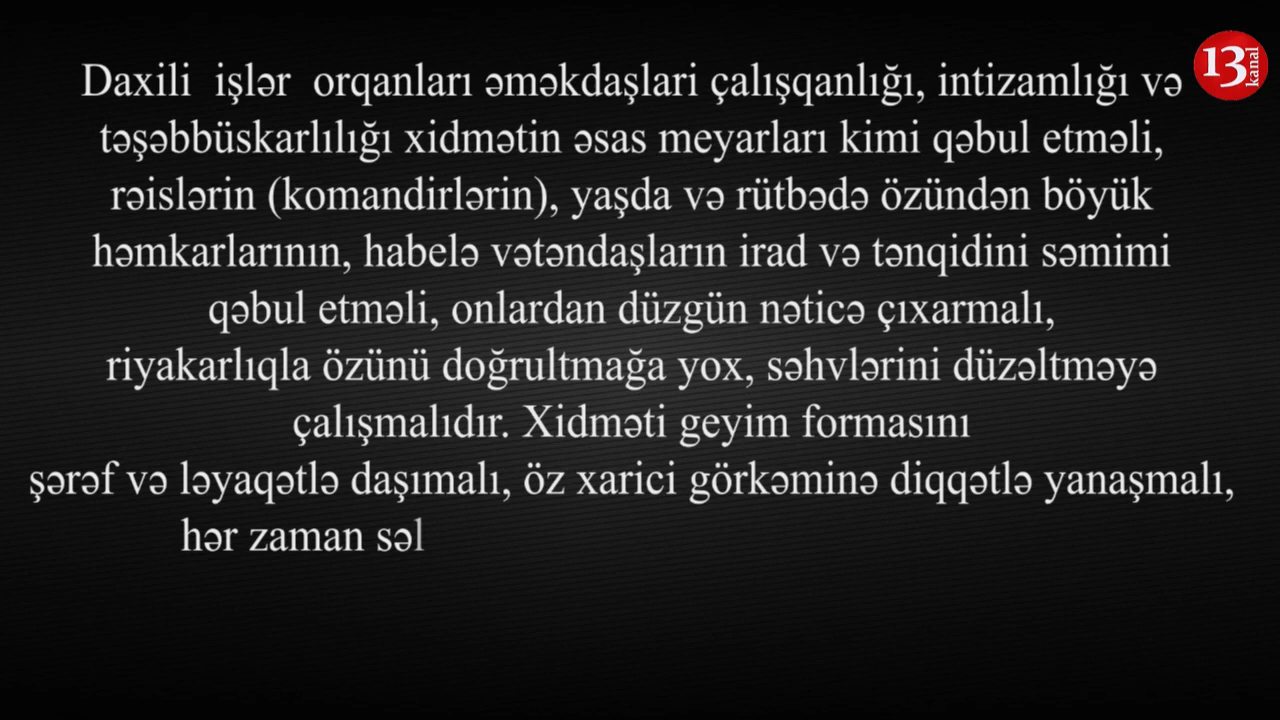 Daxili işlər orqanları əməkdaşlari çalışqanlığı, intizamlığı və
təşəbbüskarlılığı xidmətin əsas meyarları kimi qəbul etməli,
rəislərin (komandirlərin), yaşda və rütbədə özündən böyük
həmkarlarının, habelə vətəndaşların irad və tənqidini səmimi
qəbul etməli, onlardan düzgün nəticə çıxarmalı,
riyakarlıqla özünü doğrultmağa yox, səhvlərini düzəltməyə
çalışmalıdır. Xidməti geyim formasını
şərəf və ləyaqətlə daşımalı, öz xarici görkəminə diqqətlə yanaşmalı,
hər zaman səl
13 kanal